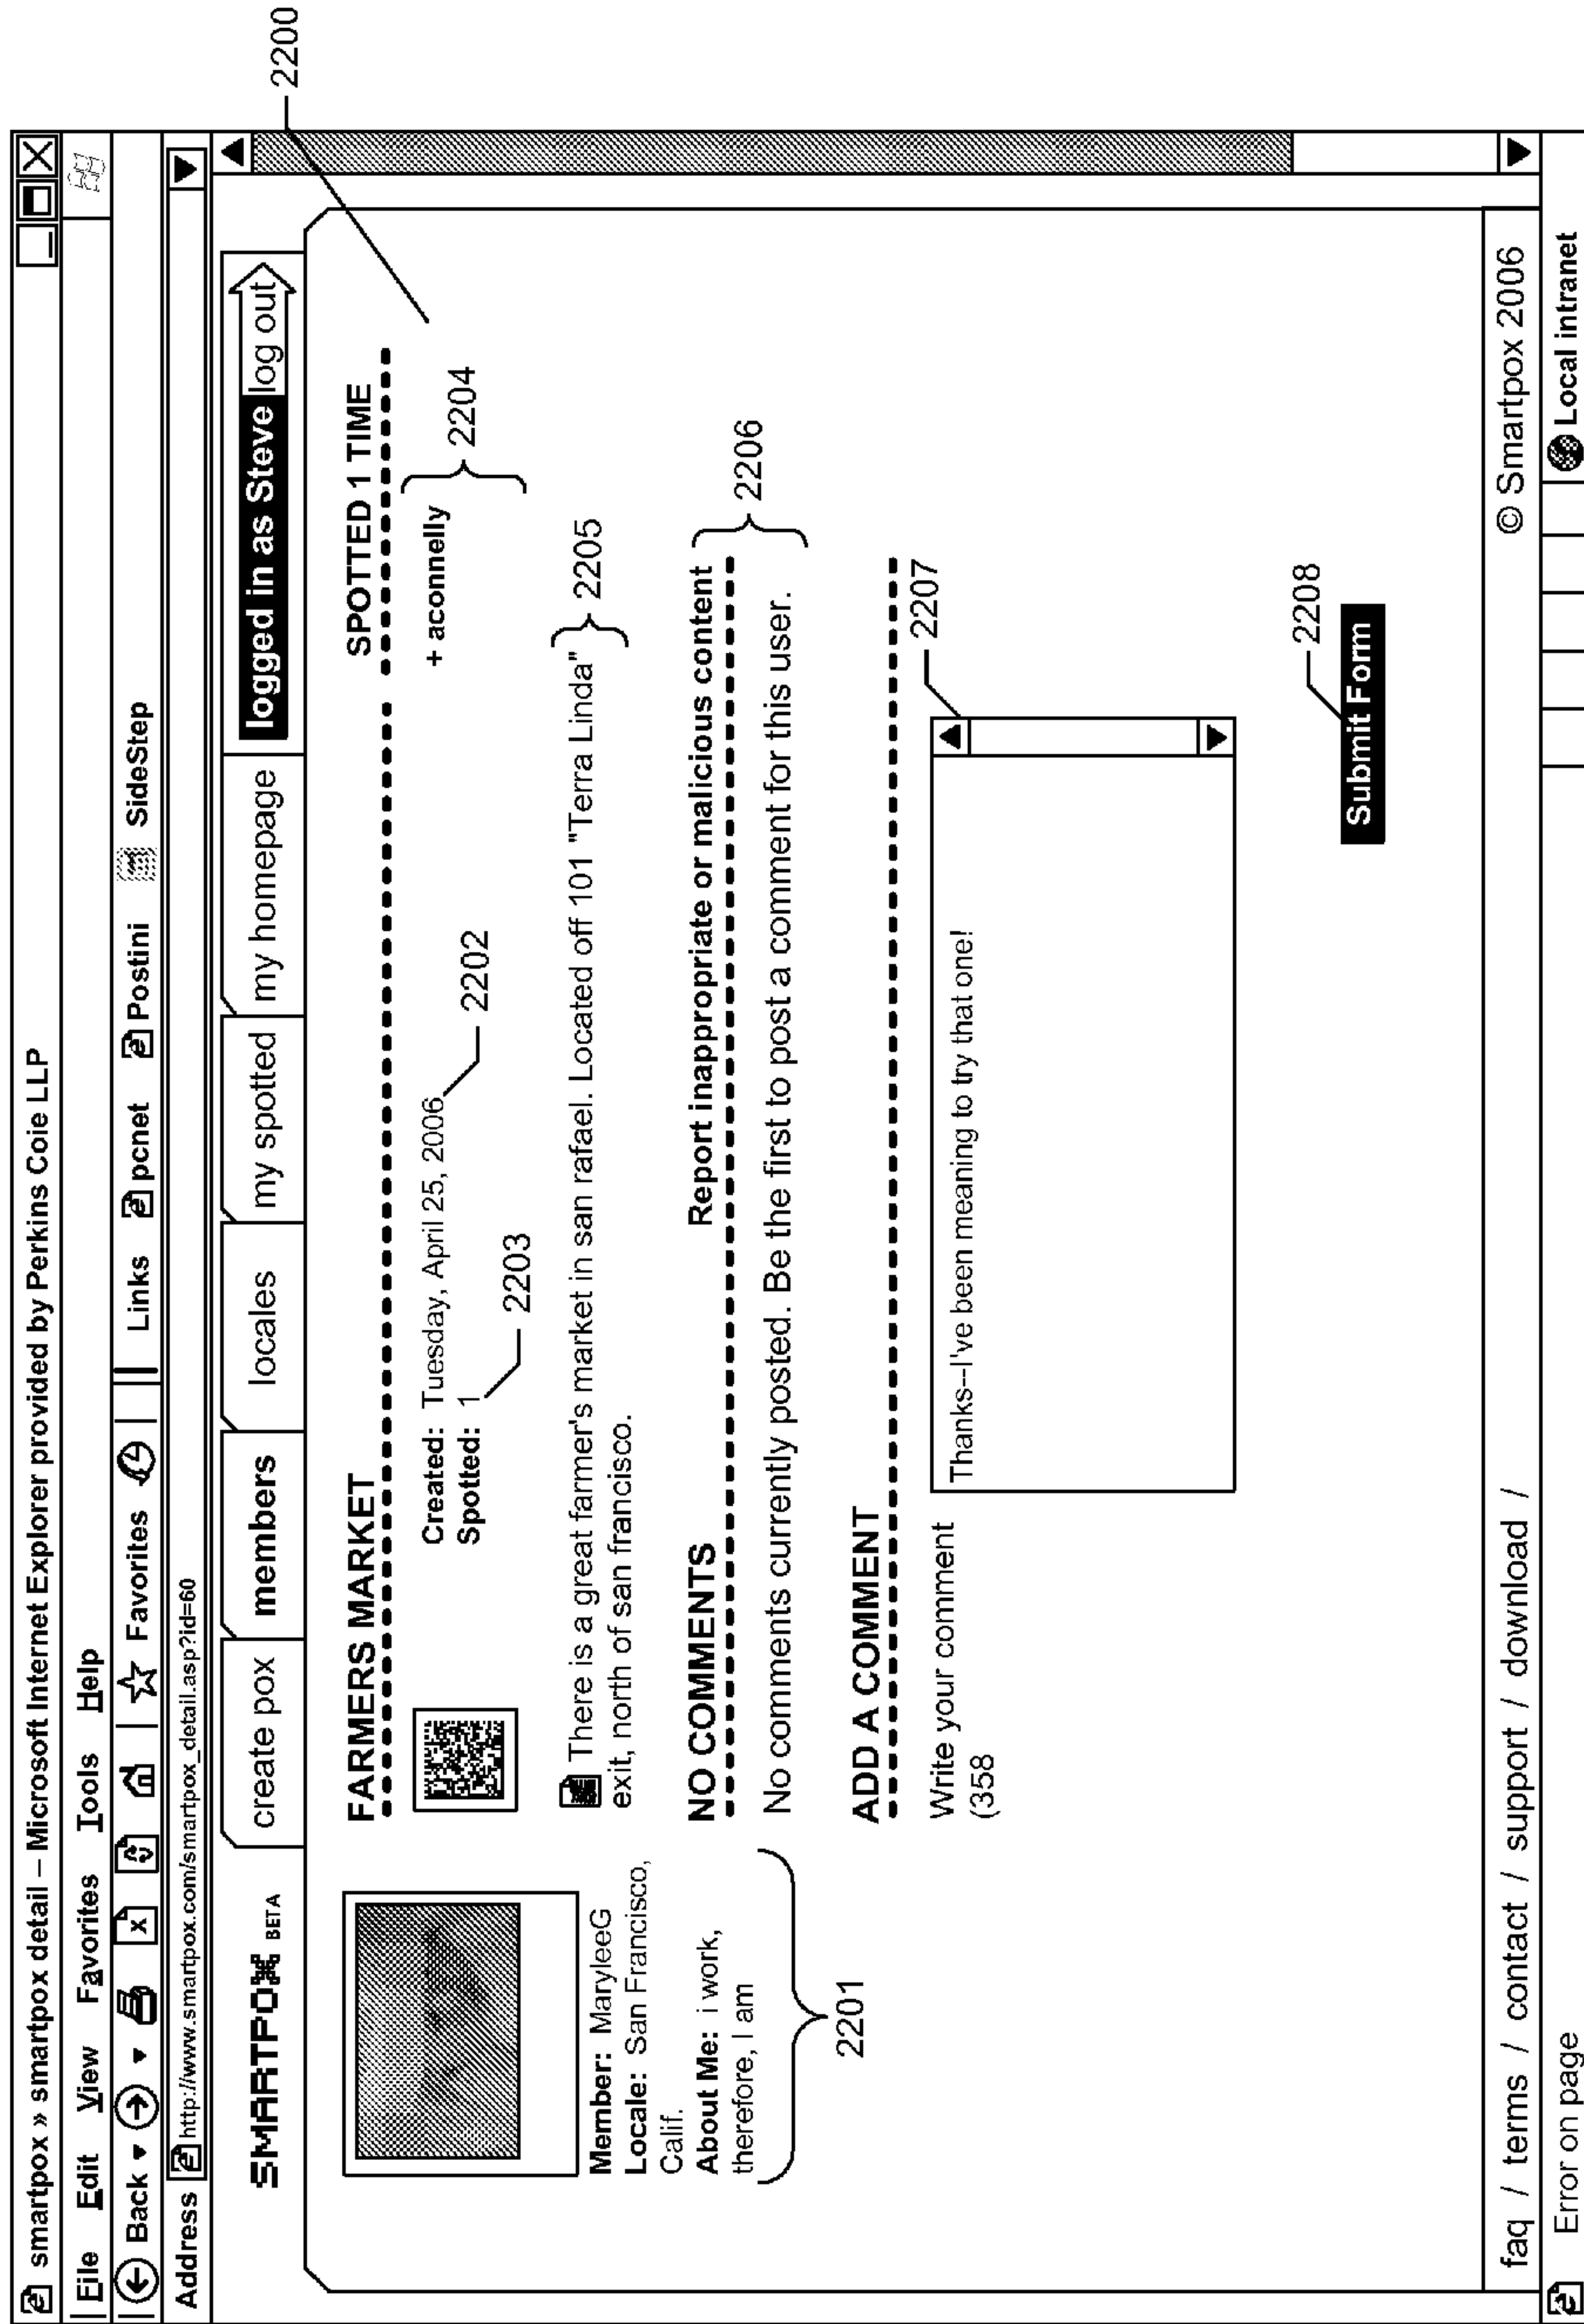 smartpox » smartpox detail – Microsoft Internet Explorer provided by Perkins Coie LLP
File Edit View Favorites Tools Help
Back Favorites Links pcnet Postini SideStep
Address http://www.smartpox.com/smartpox_detail.asp?id=60
SMARTPOX BETA create pox members locales my spotted my homepage logged in as Steve log out
2200
FARMERS MARKET SPOTTED 1 TIME
Created: Tuesday, April 25, 2006 + aconnelly 2204
Spotted: 1 2202
2203
There is a great farmer's market in san rafael. Located off 101 "Terra Linda" 2205
exit, north of san francisco.
Member: MaryleeG
Locale: San Francisco,
Calif.
About Me: i work,
therefore, I am
2201
NO COMMENTS Report inappropriate or malicious content
2206
No comments currently posted. Be the first to post a comment for this user.
ADD A COMMENT
2207
Write your comment Thanks--I've been meaning to try that one!
(358
2208
Submit Form
faq / terms / contact / support / download / © Smartpox 2006
Error on page Local intranet